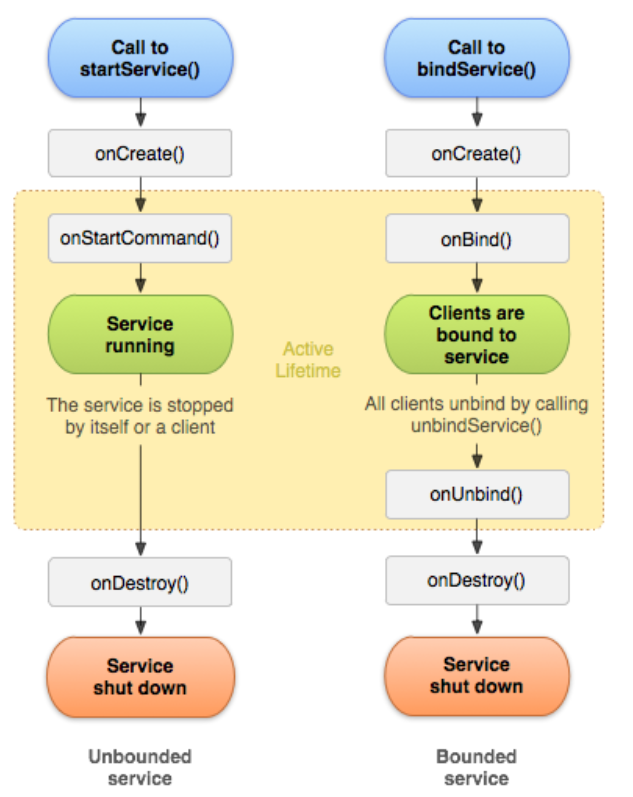 Call to
startService()
onCreate()
onStartCommand()
Service
running
The service is stopped
by itself or a client
onDestroy()
Service
shut down
Unbounded
service
Active
Lifetime
Call to
bindService()
onCreate()
onBind()
Clients are
bound to
service
All clients unbind by calling
unbindService()
onUnbind()
onDestroy()
Service
shut down
Bounded
service